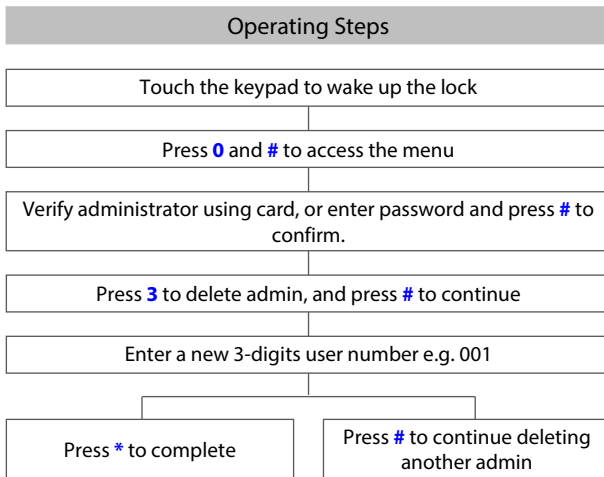 Operating Steps
Touch the keypad to wake up the lock
Press 0 and # to access the menu
Verify administrator using card, or enter password and press # to
confirm.
Press 3 to delete admin, and press # to continue
Enter a new 3-digits user number e.g. 001
Press * to complete
Press # to continue deleting
another admin